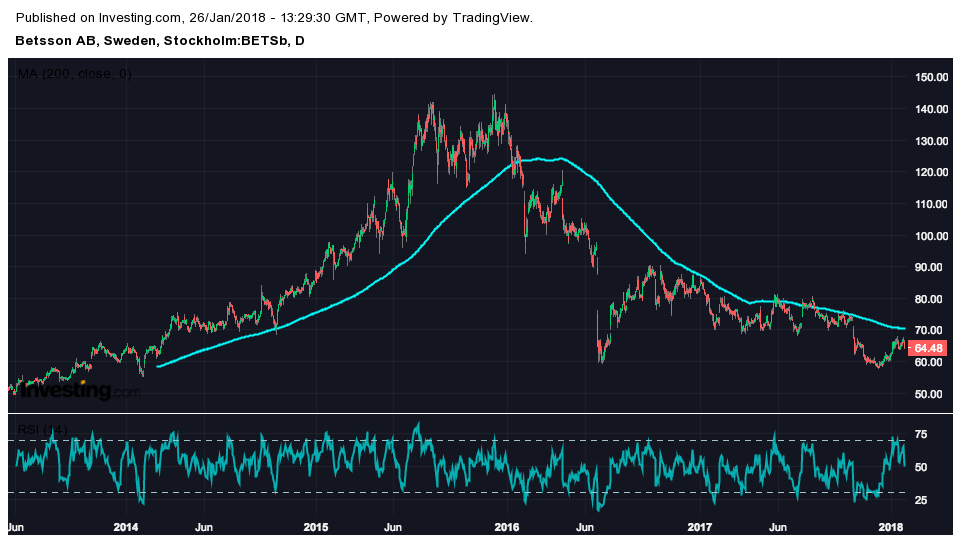 Published on Investing.com, 26/Jan/2018 - 13:29:30 GMT, Powered by TradingView.
Betsson AB, Sweden, Stockholm:BETSb, D
MA (200, close, 0)
150.00
140.00
130.00
120.00
110.00
100.00
90.00
80.00
70.00
64.48
60.00
50.00
Investing.com
RSI (14)
75
50
25
Jun 2014 Jun 2015 Jun 2016 Jun 2017 Jun 2018